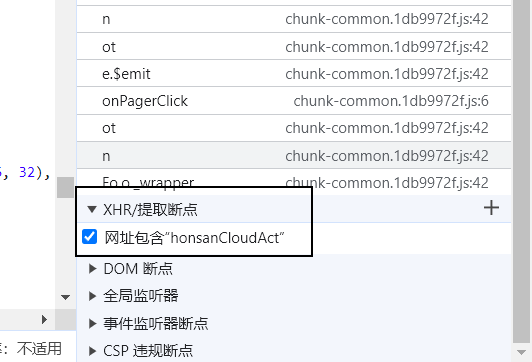 n chunk-common.1db9972f.js:42
ot chunk-common.1db9972f.js:42
e.$emit chunk-common.1db9972f.js:42
onPagerClick chunk-common.1db9972f.js:6
ot chunk-common.1db9972f.js:42
n chunk-common.1db9972f.js:42
, 32),
Fo.o._wrapper chunk-common.1db9972f.js:42
XHR/提取断点
网址包含“honsanCloudAct”
DOM 断点
全局监听器
事件监听器断点
: 不适用
CSP 违规断点